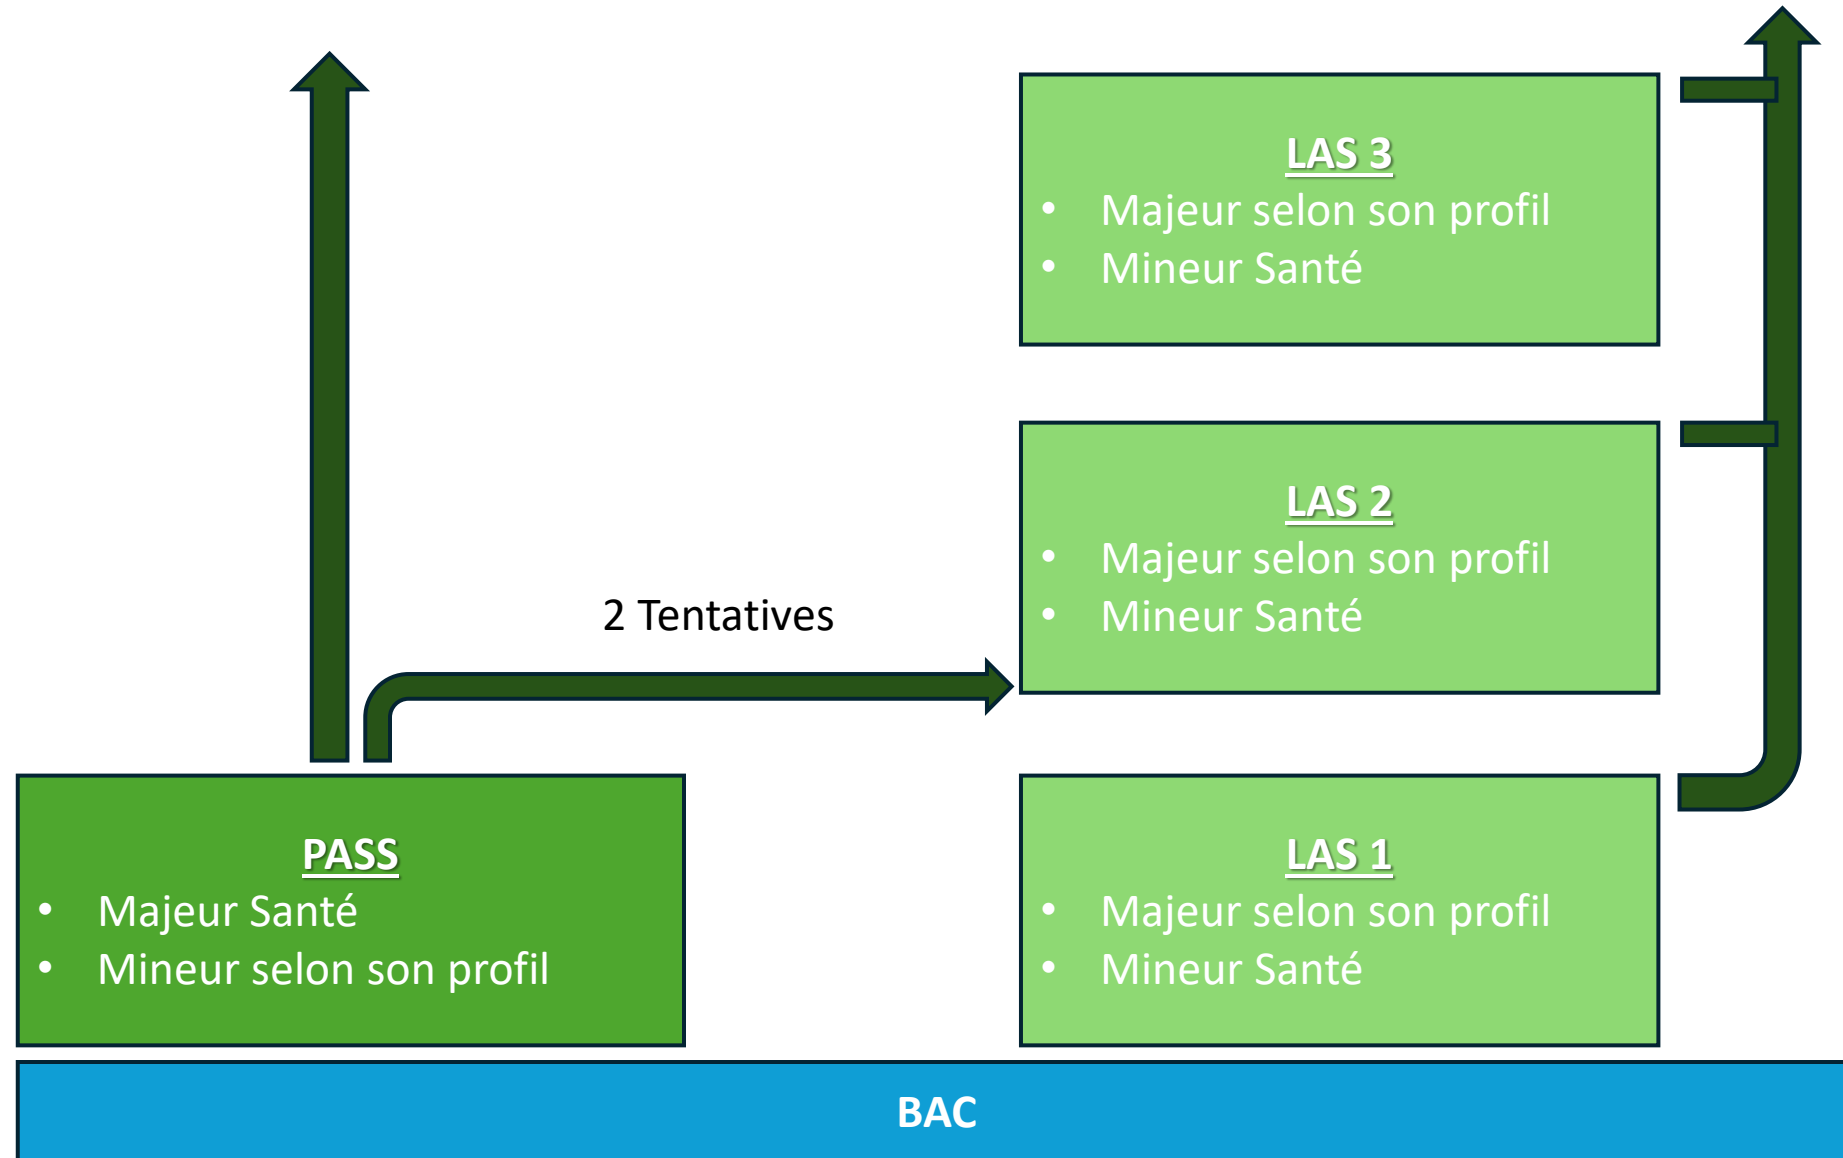 LAS 3
• Majeur selon son profil
• Mineur Santé
LAS 2
• Majeur selon son profil
• Mineur Santé
2 Tentatives
PASS
• Majeur Santé
• Mineur selon son profil
LAS 1
• Majeur selon son profil
• Mineur Santé
BAC